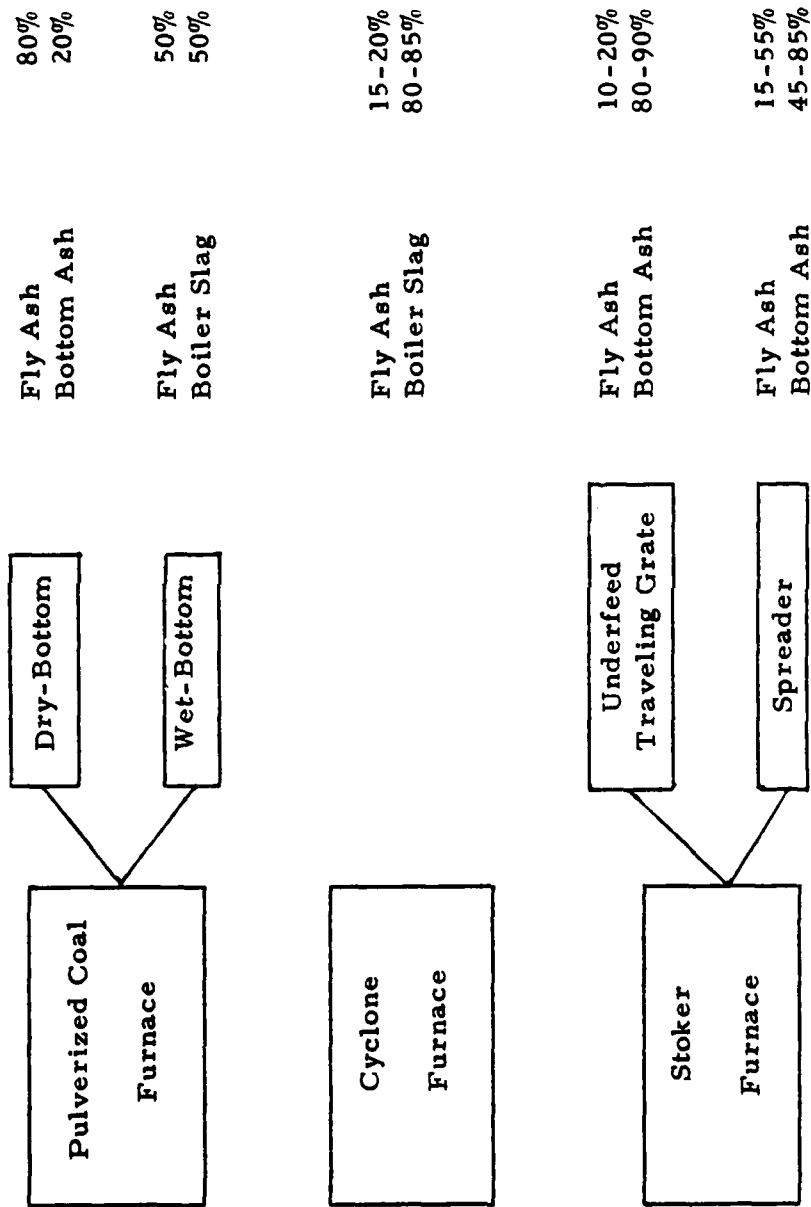 Pulverized Coal
Furnace
Dry-Bottom
Fly Ash 80%
Bottom Ash 20%
Wet-Bottom
Fly Ash 50%
Boiler Slag 50%
Cyclone
Furnace
Fly Ash 15-20%
Boiler Slag 80-85%
Stoker
Furnace
Underfeed
Traveling Grate
Fly Ash 10-20%
Bottom Ash 80-90%
Spreader
Fly Ash 15-55%
Bottom Ash 45-85%